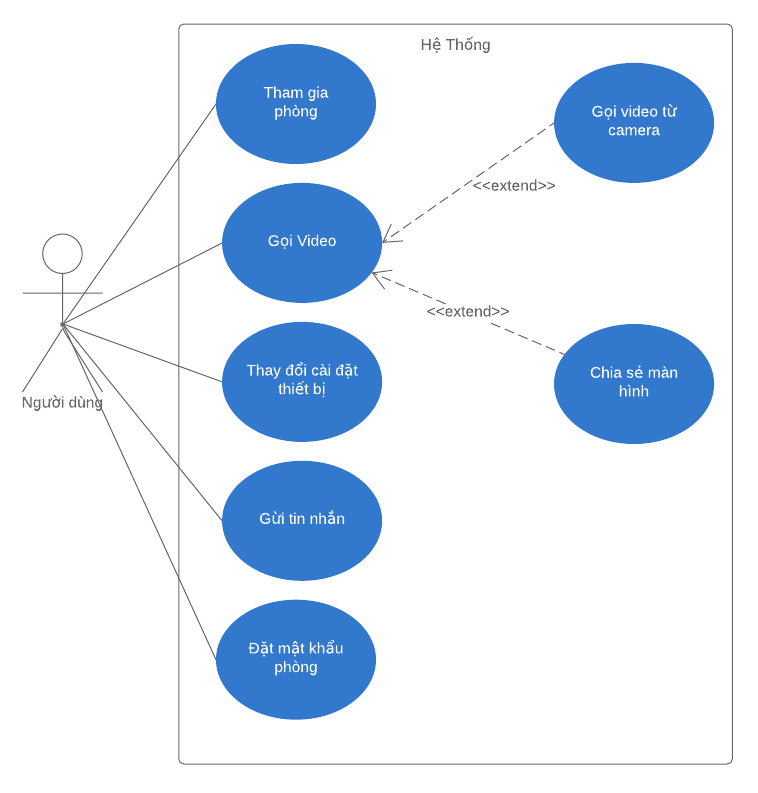 Hệ Thống
Tham gia
phòng
Gọi video từ
camera
<<extend>>
Gọi Video
<<extend>>
Thay đổi cài đặt
thiết bị
Chia sẻ màn
hình
Người dùng
Gửi tin nhắn
Đặt mật khẩu
phòng